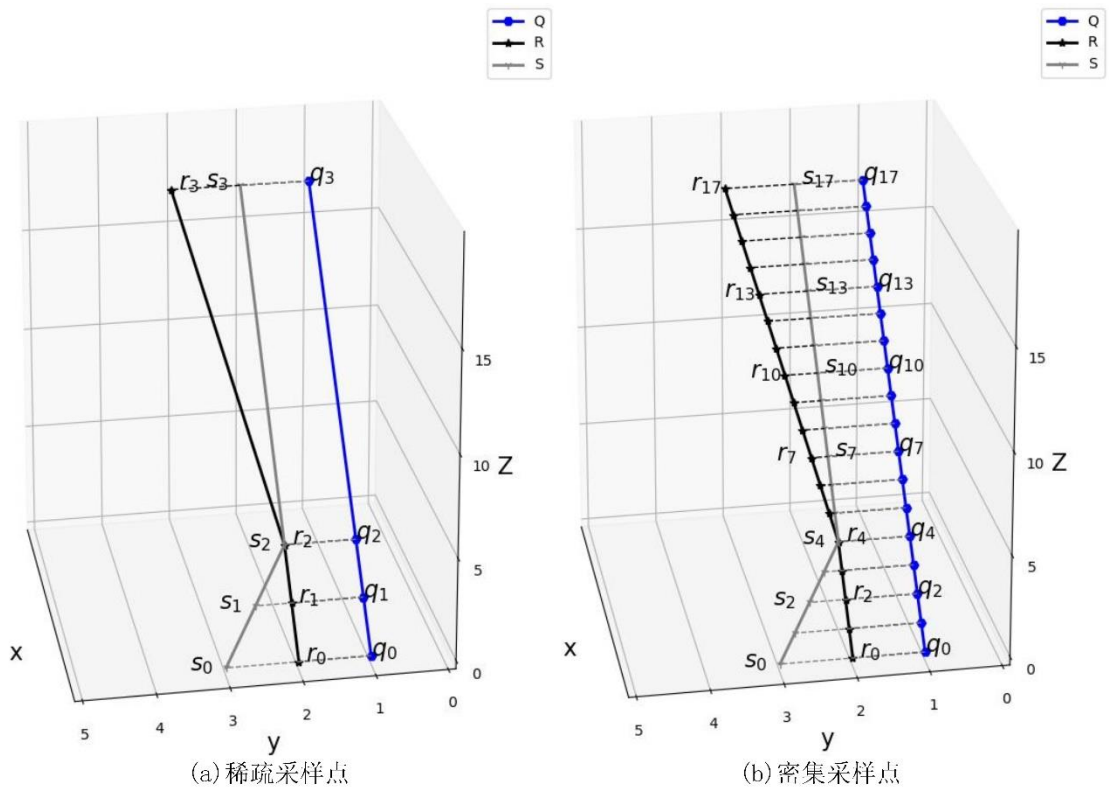 Q
R
S
r3 s3 q3
s2 r2 q2
s1 r1 q1
s0 r0 q0
15
10
5
0
Z
x
5 4 3 2 1 0
y
(a)稀疏采样点
Q
R
S
r17 s17 q17
r13 s13 q13
r10 s10 q10
r7 s7 q7
s4 r4 q4
s2 r2 q2
s0 r0 q0
15
10
5
0
Z
x
5 4 3 2 1 0
y
(b)密集采样点